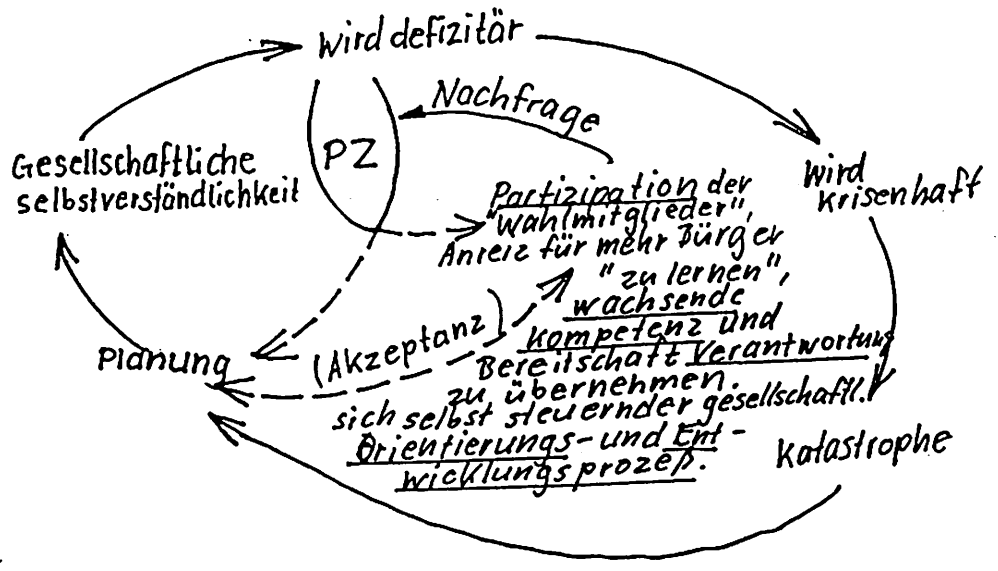 wird defizitär
Nachfrage
PZ
Gesellschaftliche
selbstverständlichkeit
wird
krisenhaft
Partizipation der
"Wahlmitglieder",
Anreiz für mehr Bürger
"zu lernen",
wachsende
Kompetenz und
Bereitschaft Verantwortung
zu übernehmen.
sich selbst steuernder gesellschaftl.
Orientierungs- und Ent-
wicklungsprozeß.
(Akzeptanz)
Planung
Katastrophe